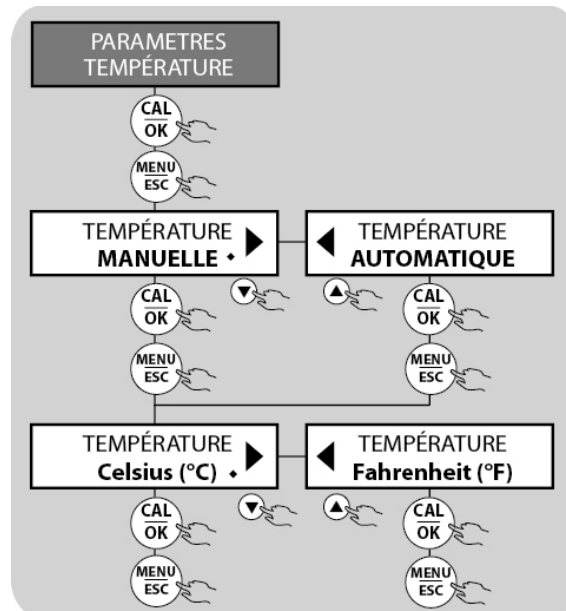 PARAMETRES
TEMPÉRATURE
CAL
OK
MENU
ESC
TEMPÉRATURE
MANUELLE
TEMPÉRATURE
AUTOMATIQUE
CAL
OK
CAL
OK
MENU
ESC
MENU
ESC
TEMPÉRATURE
Celsius (°C)
TEMPÉRATURE
Fahrenheit (°F)
CAL
OK
CAL
OK
MENU
ESC
MENU
ESC